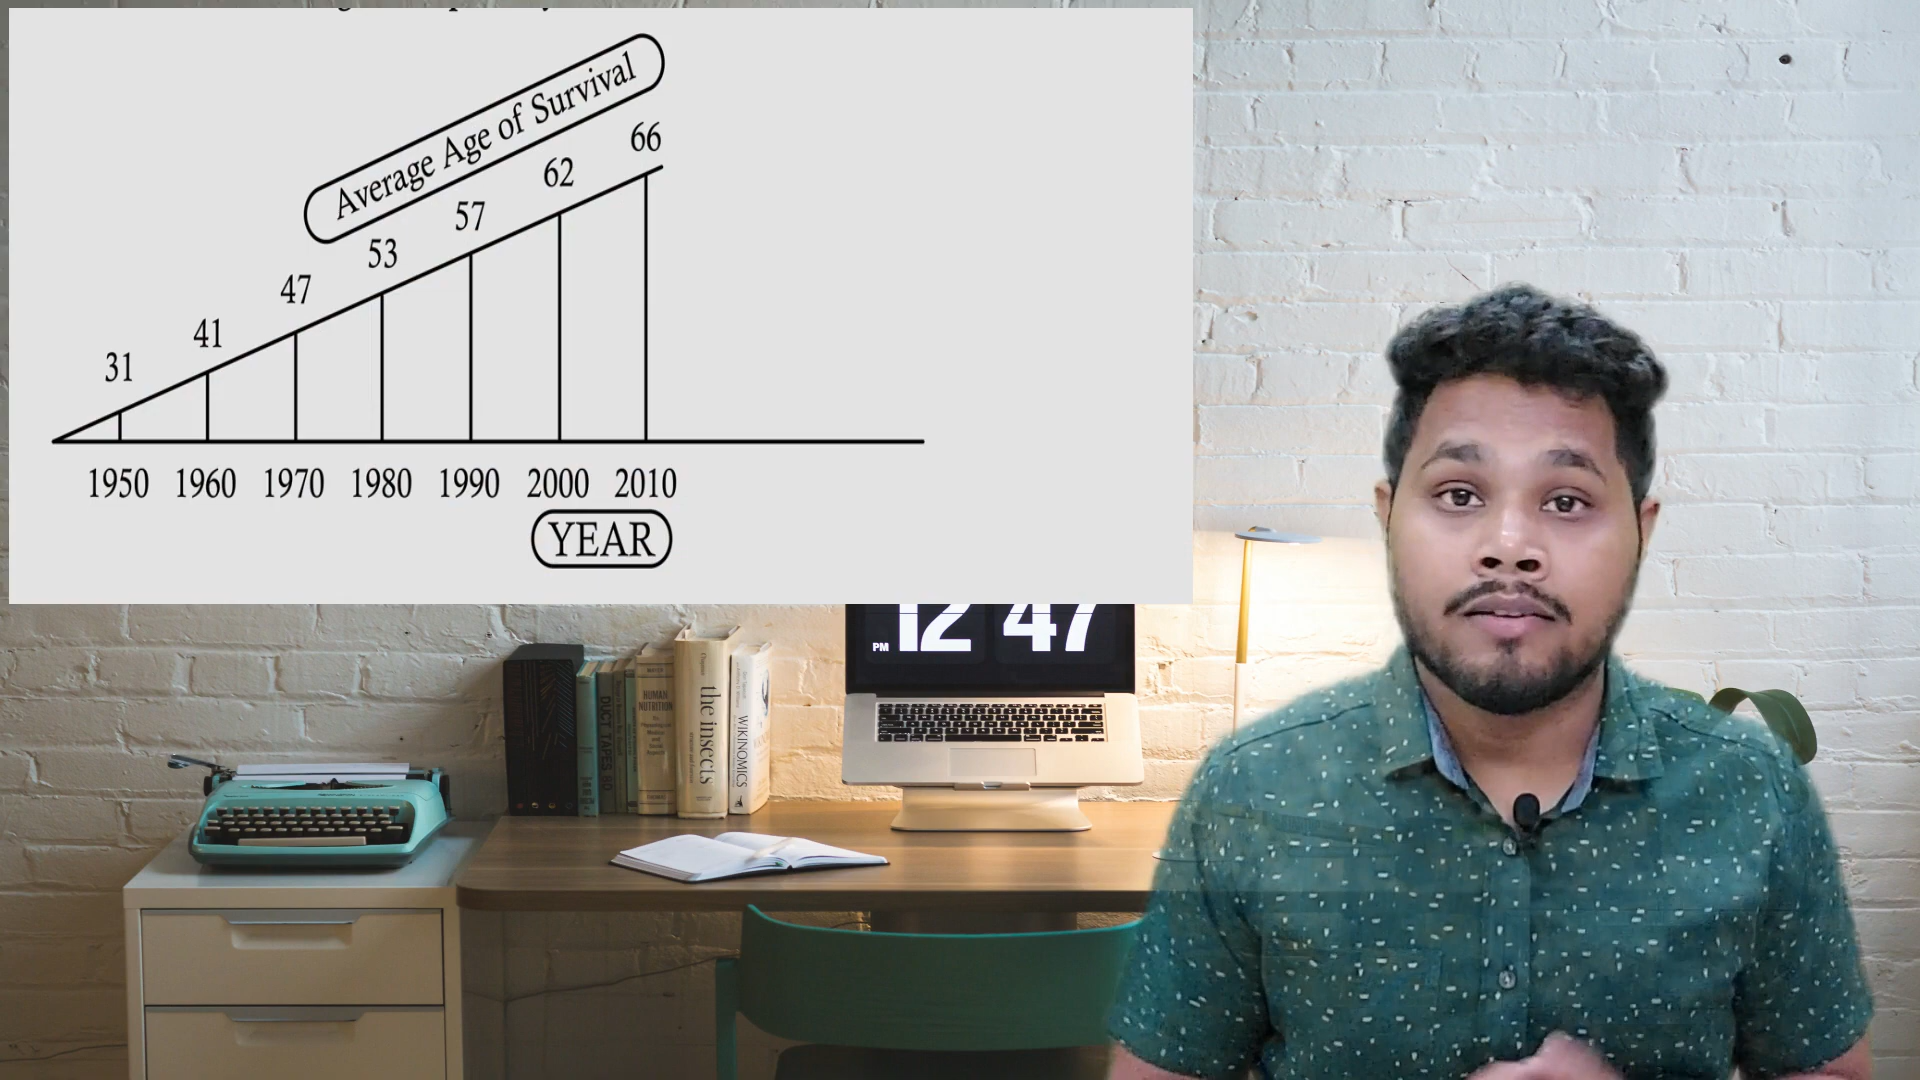 Average Age of Survival
66
62
57
53
47
41
31
1950 1960 1970 1980 1990 2000 2010
YEAR
PM 12 47
HUMAN
NUTRITION
DUCT TAPES
the insects
WIKINOMICS